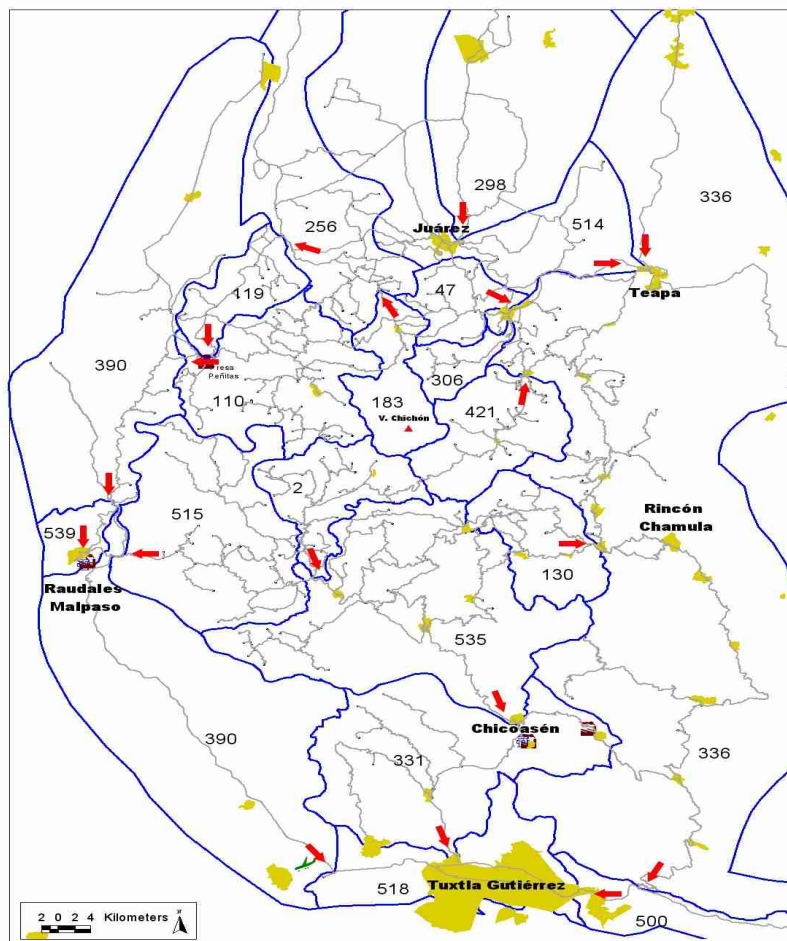 298
336
256
Juárez
514
119
47
Teapa
390
Presa
Peñitas
306
110
183
421
V. Chichón
2
515
539
Rincón
Chamula
130
Raudales
Malpaso
535
Chicoasén
390
336
331
518
Tuxtla Gutiérrez
500
2 0 2 4 Kilometers
N